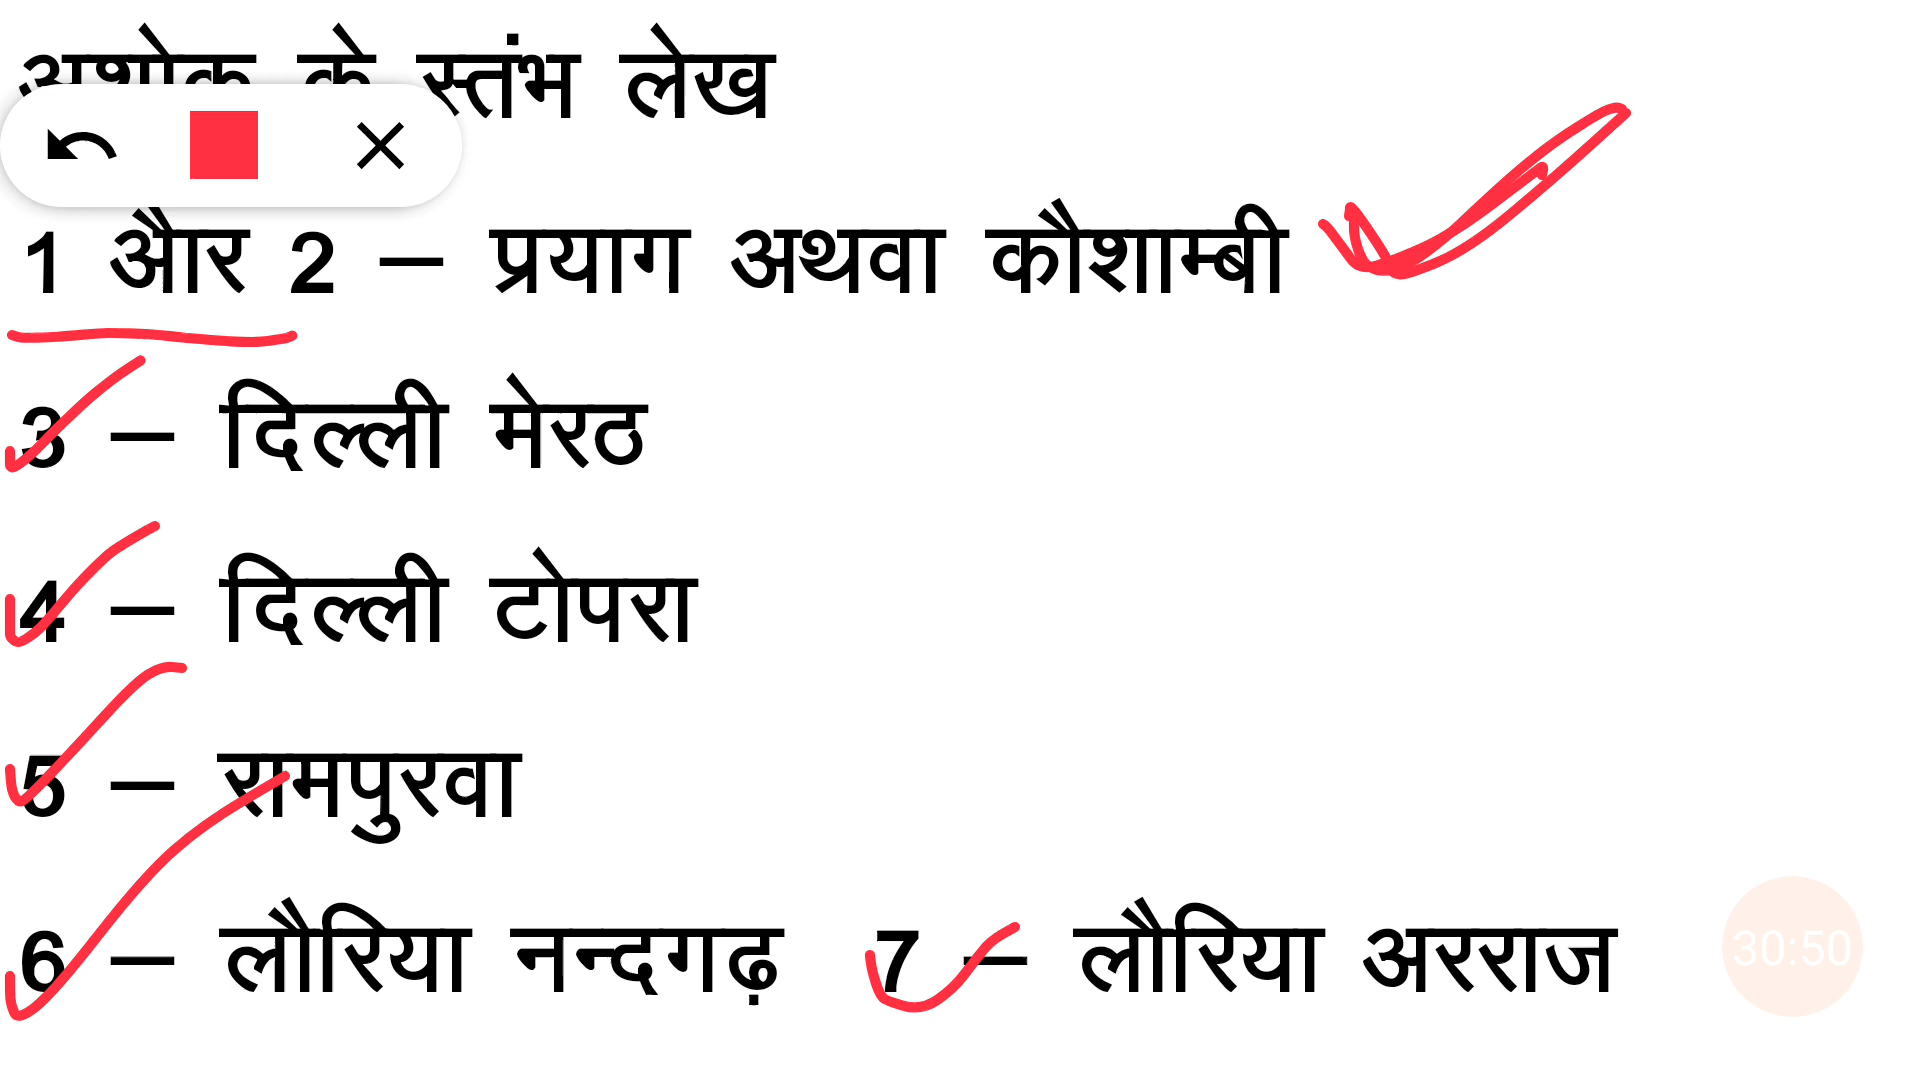 अशोक के स्तंभ लेख
1 और 2 – प्रयाग अथवा कौशाम्बी
3 – दिल्ली मेरठ
4 – दिल्ली टोपरा
5 – रामपुरवा
6 – लौरिया नन्दगढ़ 7 – लौरिया अरराज
30:50